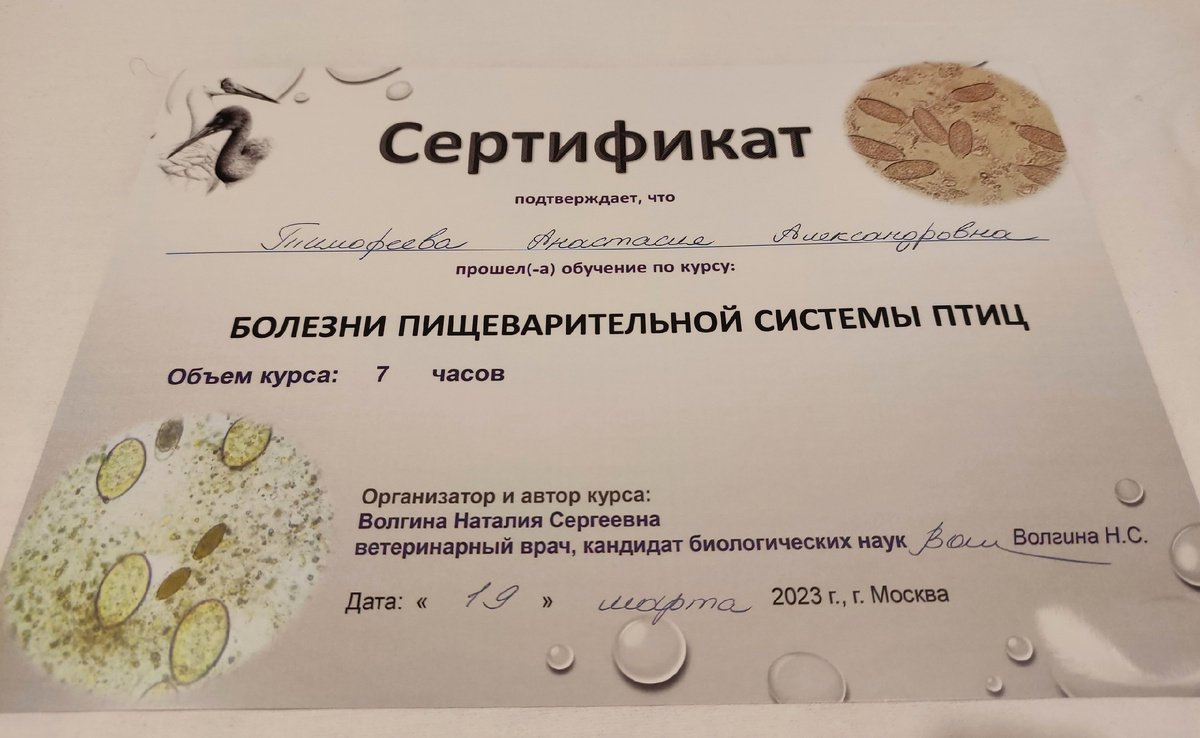 Сертификат
подтверждает, что
Тимофеева Анастасия Александровна
прошел(-а) обучение по курсу:
БОЛЕЗНИ ПИЩЕВАРИТЕЛЬНОЙ СИСТЕМЫ ПТИЦ
Объем курса: 7 часов
Организатор и автор курса:
Волгина Наталия Сергеевна
ветеринарный врач, кандидат биологических наук Волгина Н.С.
Дата: « 19 » марта 2023 г., г. Москва